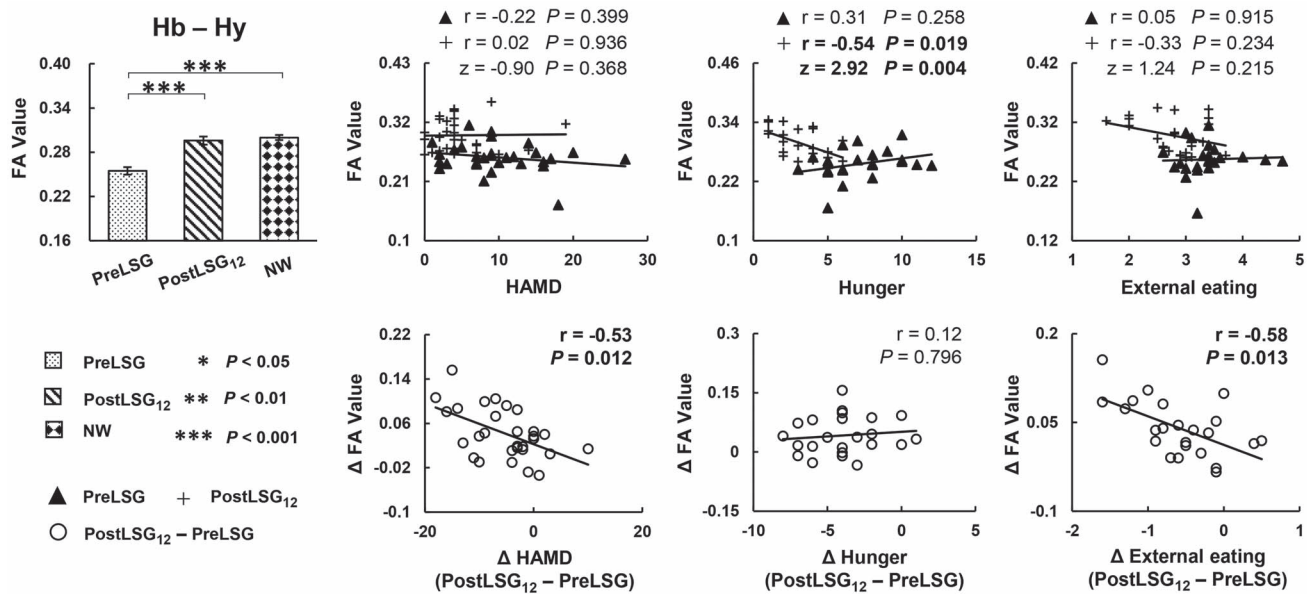 Hb – Hy
FA Value
0.40
0.34
0.28
0.22
0.16
***
***
PreLSG
PostLSG₁₂
NW
▲ r = -0.22 P = 0.399
+ r = 0.02 P = 0.936
z = -0.90 P = 0.368
FA Value
0.43
0.32
0.21
0.1
0 10 20 30
HAMD
▲ r = 0.31 P = 0.258
+ r = -0.54 P = 0.019
z = 2.92 P = 0.004
FA Value
0.46
0.34
0.22
0.1
0 5 10 15
Hunger
▲ r = 0.05 P = 0.915
+ r = -0.33 P = 0.234
z = 1.24 P = 0.215
FA Value
0.42
0.32
0.22
0.12
1 2 3 4 5
External eating
PreLSG * P < 0.05
PostLSG₁₂ ** P < 0.01
NW *** P < 0.001
▲ PreLSG + PostLSG₁₂
○ PostLSG₁₂ – PreLSG
r = -0.53
P = 0.012
Δ FA Value
0.22
0.14
0.06
-0.02
-0.1
-20 -10 0 10 20
Δ HAMD
(PostLSG₁₂ – PreLSG)
r = 0.12
P = 0.796
Δ FA Value
0.3
0.15
0
-0.15
-10 -5 0 5
Δ Hunger
(PostLSG₁₂ – PreLSG)
r = -0.58
P = 0.013
Δ FA Value
0.2
0.05
-0.1
-2 -1 0 1
Δ External eating
(PostLSG₁₂ – PreLSG)